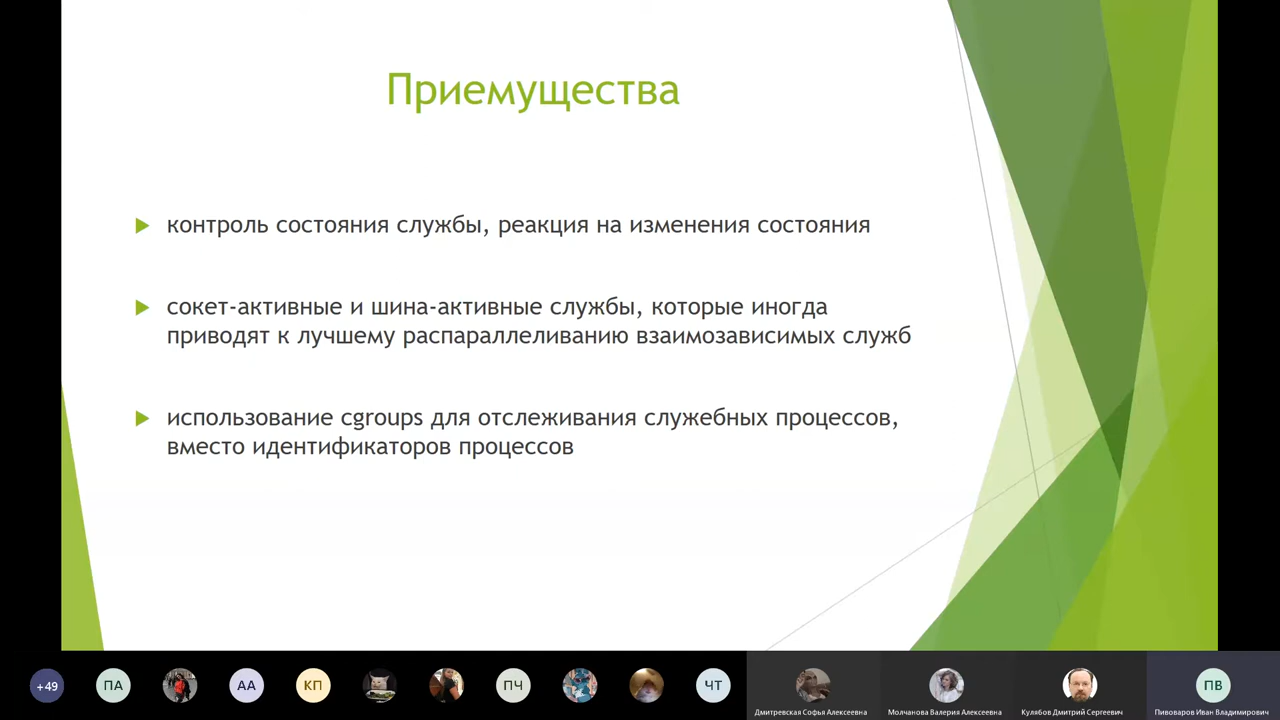 Приемущества
контроль состояния службы, реакция на изменения состояния
сокет-активные и шина-активные службы, которые иногда
приводят к лучшему распараллеливанию взаимозависимых служб
использование cgroups для отслеживания служебных процессов,
вместо идентификаторов процессов
+49
ПА
АА
КП
ПЧ
ЧТ
ПВ
Дмитревская Софья Алексеевна
Молчанова Валерия Алексеевна
Кулябов Дмитрий Сергеевич
Пивоваров Иван Владимирович